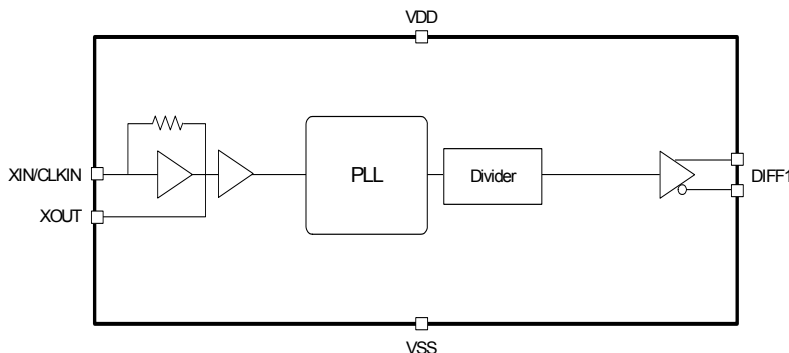 VDD
XIN/CLKIN
XOUT
PLL
Divider
DIFF1
VSS